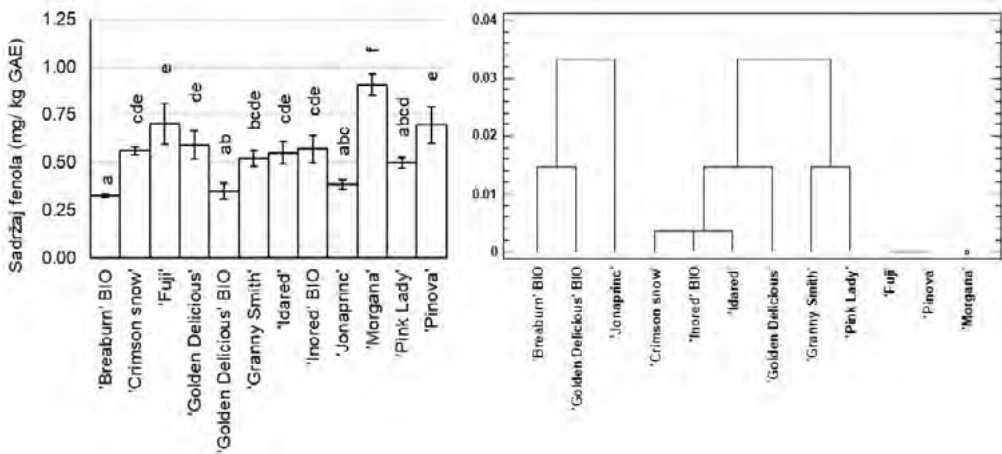 Sadržaj fenola (mg/ kg GAE)
1.25
1.00
0.75
0.50
0.25
0.00
a
cde
e
de
ab
bcde
cde
cde
abc
f
abcd
e
'Breaburn' BIO
'Crimson snow'
'Fuji'
'Golden Delicious'
'Golden Delicious' BIO
'Granny Smith'
'Idared'
'Inored' BIO
'Jonaprinc'
'Morgana'
'Pink Lady'
'Pinova'
0.04
0.03
0.02
0.01
0
'Breaburn' BIO
'Golden Delicious' BIO
'Jonaprinc'
'Crimson snow'
'Inored' BIO
'Idared'
'Golden Delicious'
'Granny Smith'
'Pink Lady'
'Fuji'
'Pinova'
'Morgana'